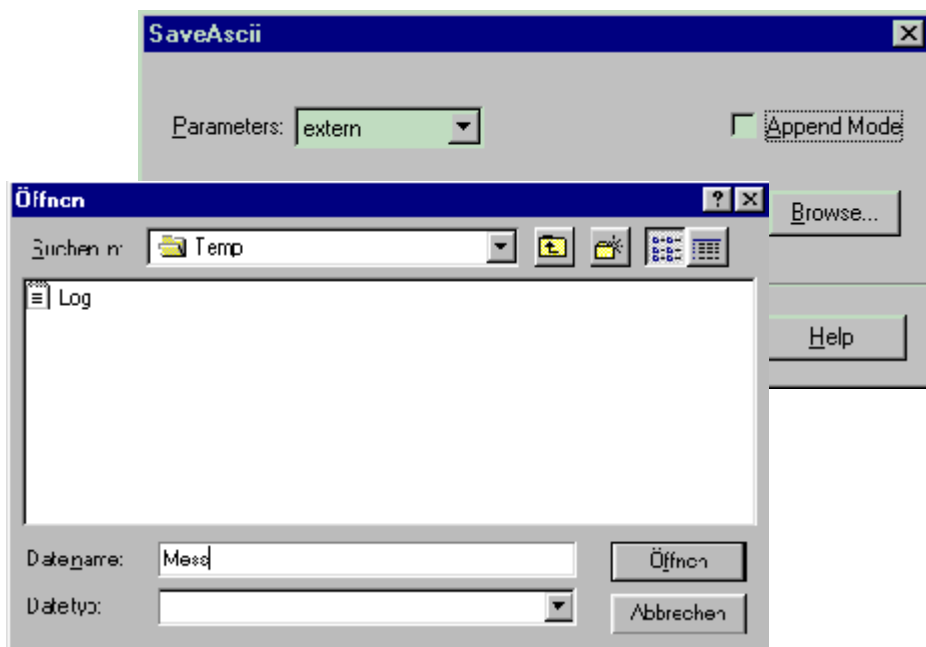 SaveAscii
Parameters: extern
Append Mode
Browse...
Help
Öffnen
Suchen in:
Temp
Log
Dateiname:
Mess
Öffnen
Dateityp:
Abbrechen